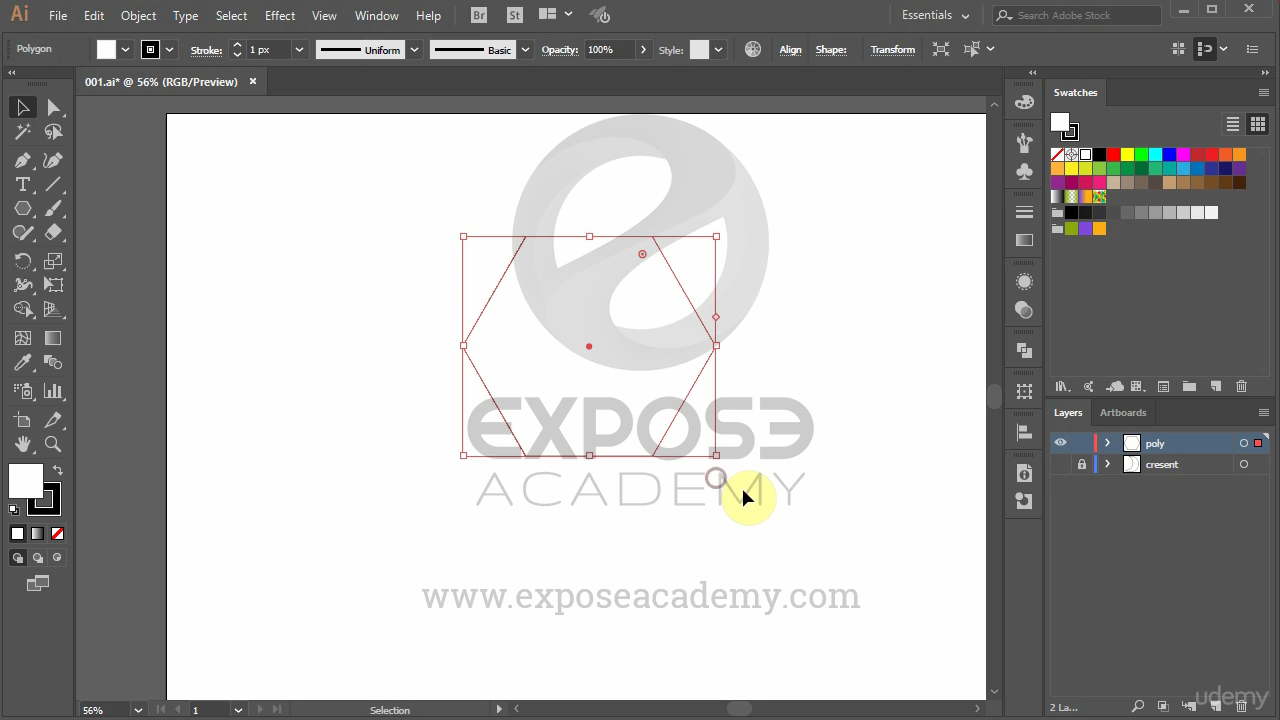 Ai File Edit Object Type Select Effect View Window Help Br St Essentials Search Adobe Stock
Polygon Stroke: 1 px Uniform Basic Opacity: 100% Style: Align Shape: Transform
001.ai* @ 56% (RGB/Preview)
Swatches
EXPOSE
ACADEMY
www.exposeacademy.com
Layers Artboards
poly
cresent
2 La...
56% 1 Selection
udemy